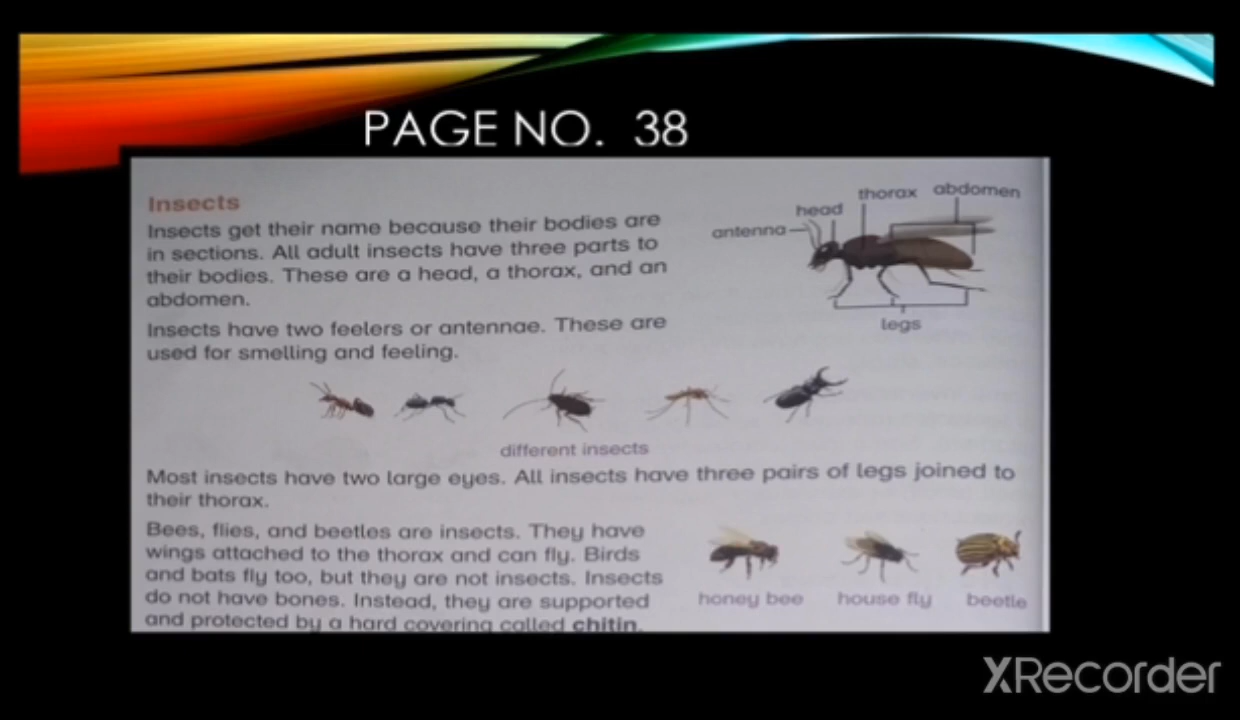 PAGE NO. 38
Insects
Insects get their name because their bodies are
in sections. All adult insects have three parts to
their bodies. These are a head, a thorax, and an
abdomen.
antenna
head
thorax
abdomen
legs
Insects have two feelers or antennae. These are
used for smelling and feeling.
different insects
Most insects have two large eyes. All insects have three pairs of legs joined to
their thorax.
Bees, flies, and beetles are insects. They have
wings attached to the thorax and can fly. Birds
and bats fly too, but they are not insects. Insects
do not have bones. Instead, they are supported
and protected by a hard covering called chitin.
honey bee
house fly
beetle
XRecorder